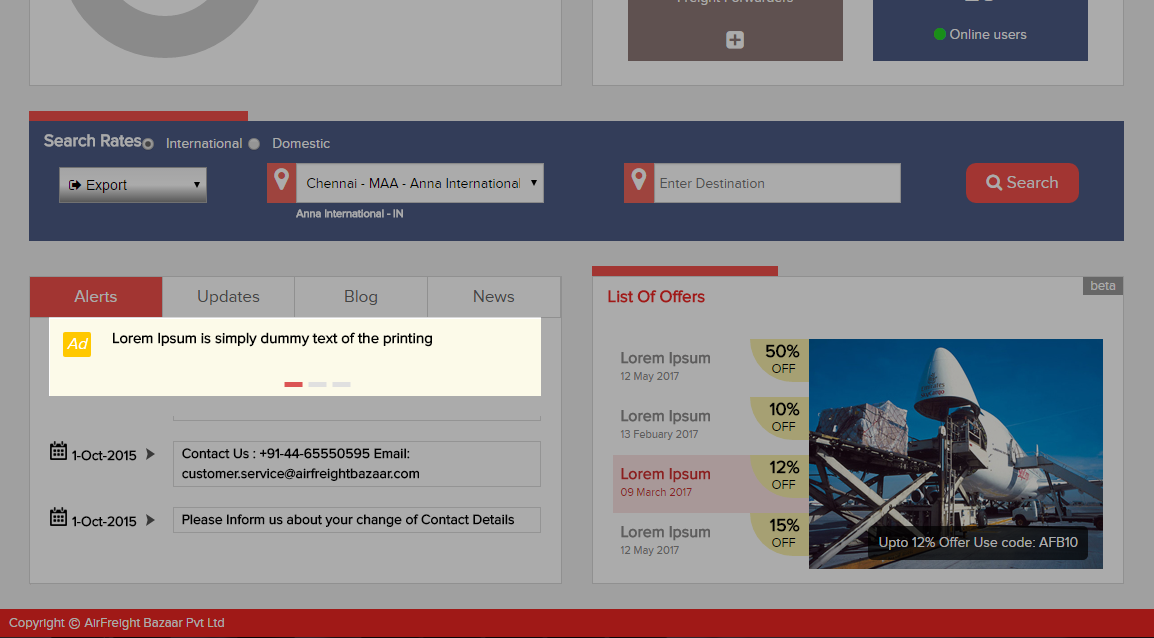 Freight Forwarders
Online users
Search Rates International Domestic
Export
Chennai - MAA - Anna International
Enter Destination
Search
Anna International - IN
Alerts Updates Blog News
Ad Lorem Ipsum is simply dummy text of the printing
1-Oct-2015 Contact Us : +91-44-65550595 Email:
customer.service@airfreightbazaar.com
1-Oct-2015 Please Inform us about your change of Contact Details
beta
List Of Offers
Lorem Ipsum 50%
12 May 2017 OFF
Lorem Ipsum 10%
13 Febuary 2017 OFF
Lorem Ipsum 12%
09 March 2017 OFF
Lorem Ipsum 15%
12 May 2017 OFF
Upto 12% Offer Use code: AFB10
Copyright © AirFreight Bazaar Pvt Ltd